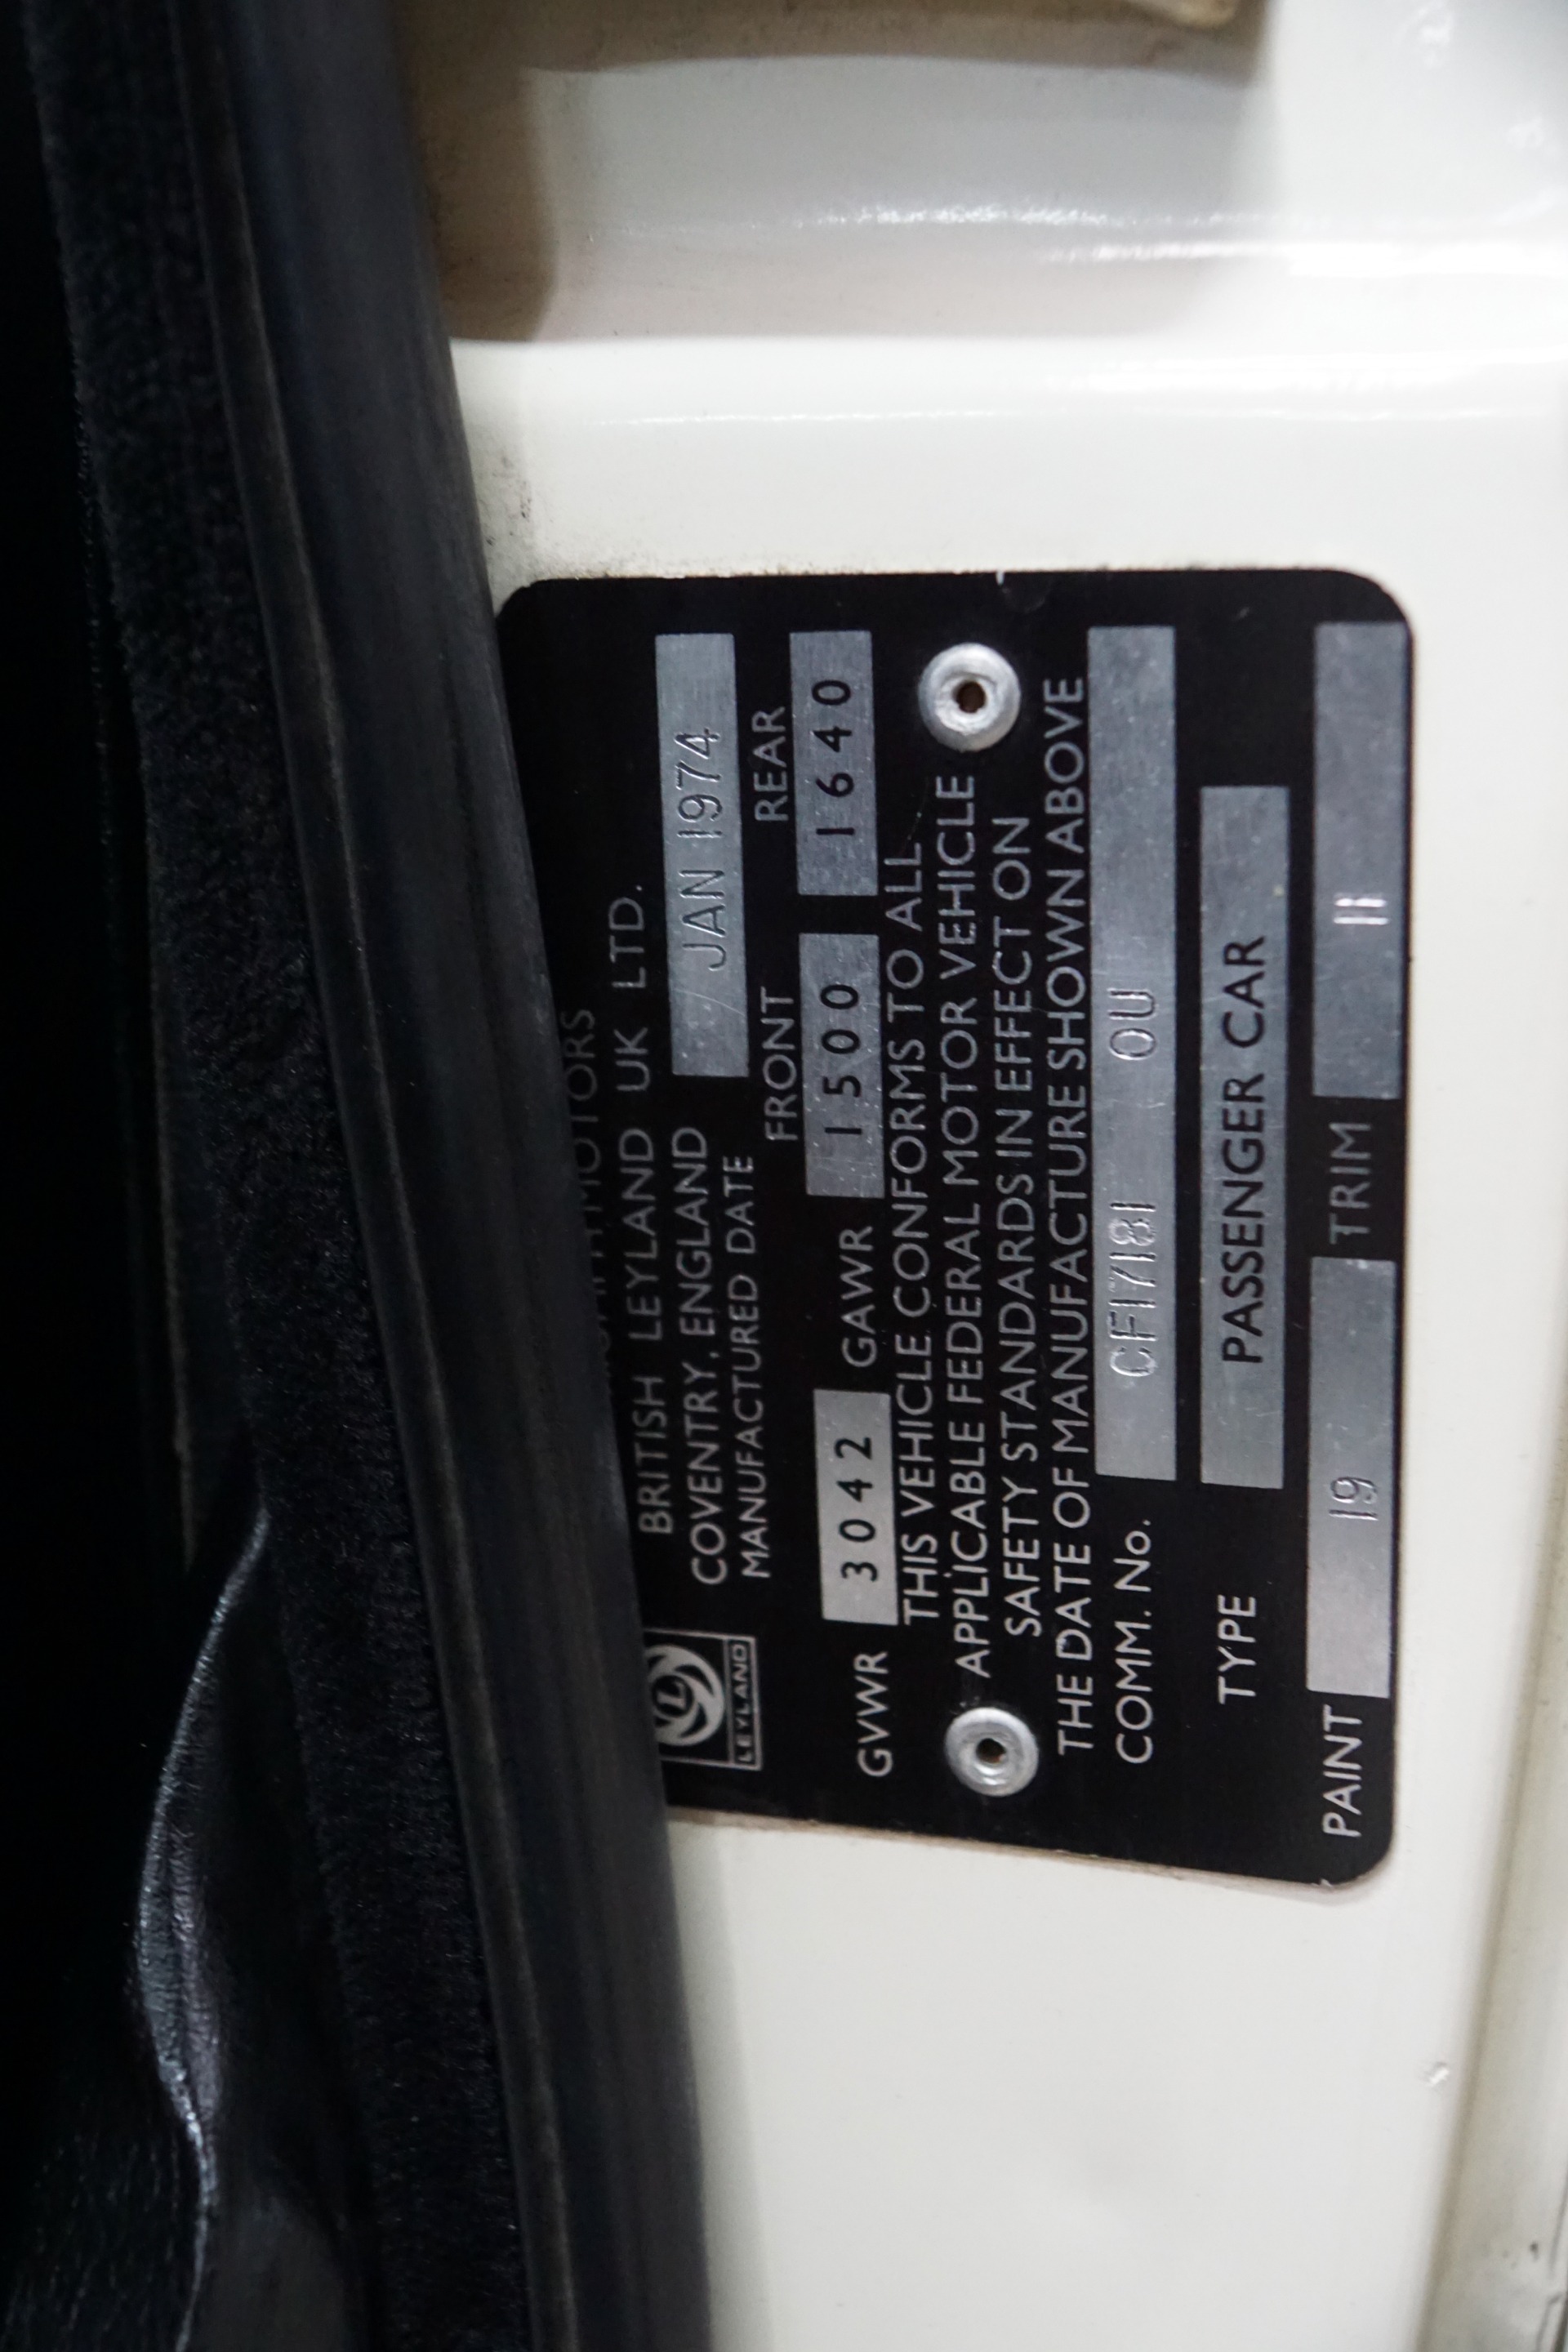 MOTORS
BRITISH LEYLAND UK LTD.
COVENTRY, ENGLAND
MANUFACTURED DATE JAN 1974
LEYLAND
FRONT REAR
GVWR 3042 GAWR 1500 1640
THIS VEHICLE CONFORMS TO ALL
APPLICABLE FEDERAL MOTOR VEHICLE
SAFETY STANDARDS IN EFFECT ON
THE DATE OF MANUFACTURE SHOWN ABOVE
COMM. No. CF17181 OU
TYPE PASSENGER CAR
PAINT 19 TRIM 11